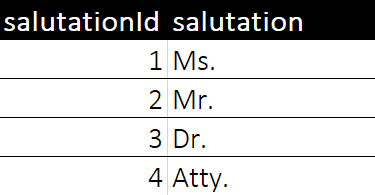 salutationId salutation
1 Ms.
2 Mr.
3 Dr.
4 Atty.